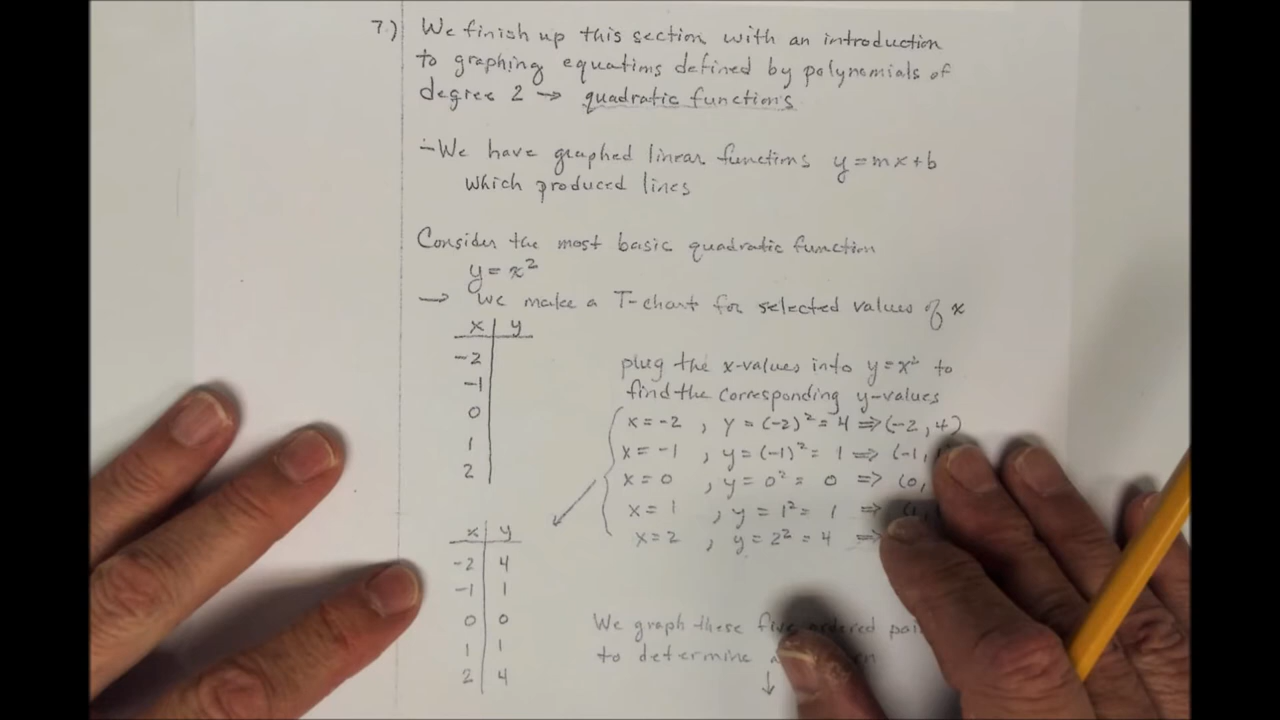 7.) We finish up this section with an introduction
to graphing equations defined by polynomials of
degree 2 → quadratic functions
- We have graphed linear functions y = mx + b
which produced lines
Consider the most basic quadratic function
y = x²
→ We make a T-chart for selected values of x
x | y
-2
-1
0
1
2
plug the x-values into y = x² to
find the corresponding y-values
x = -2 , y = (-2)² = 4 ⇒ (-2, 4)
x = -1 , y = (-1)² = 1 ⇒ (-1,
x = 0 , y = 0² = 0 ⇒ (0,
x = 1 , y = 1² = 1 ⇒ (1,
x = 2 , y = 2² = 4 ⇒
x | y
-2 | 4
-1 | 1
0 | 0
1 | 1
2 | 4
We graph these five ordered
to determine
↓